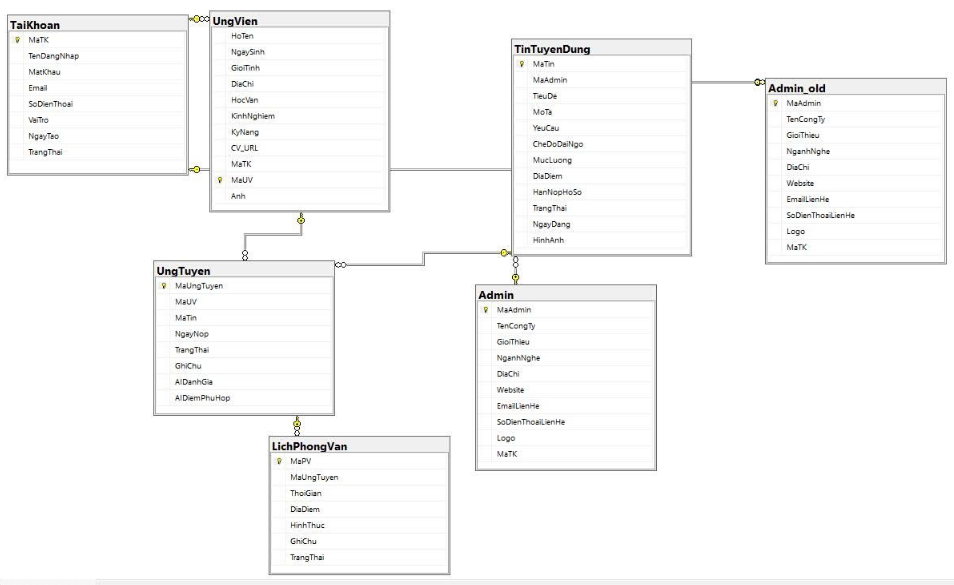 TaiKhoan
MaTK
TenDangNhap
MatKhau
Email
SoDienThoai
VaiTro
NgayTao
TrangThai
UngVien
HoTen
NgaySinh
GioiTinh
DiaChi
HocVan
KinhNghiem
KyNang
CV_URL
MaTK
MaUV
Anh
TinTuyenDung
MaTin
MaAdmin
TieuDe
MoTa
YeuCau
CheDoDaiNgo
MucLuong
DiaDiem
HanNopHoSo
TrangThai
NgayDang
HinhAnh
Admin_old
MaAdmin
TenCongTy
GioiThieu
NganhNghe
DiaChi
Website
EmailLienHe
SoDienThoaiLienHe
Logo
MaTK
UngTuyen
MaUngTuyen
MaUV
MaTin
NgayNop
TrangThai
GhiChu
AIDanhGia
AIDiemPhuHop
Admin
MaAdmin
TenCongTy
GioiThieu
NganhNghe
DiaChi
Website
EmailLienHe
SoDienThoaiLienHe
Logo
MaTK
LichPhongVan
MaPV
MaUngTuyen
ThoiGian
DiaDiem
HinhThuc
GhiChu
TrangThai